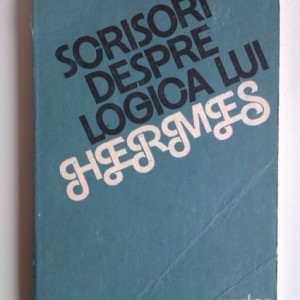 SCRISORI
DESPRE
LOGICA LUI
HERMES